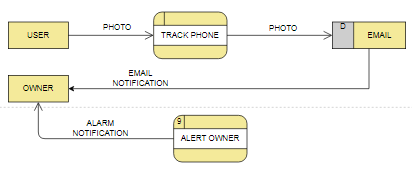 USER
PHOTO
TRACK PHONE
PHOTO
D
EMAIL
EMAIL
NOTIFICATION
OWNER
ALARM
NOTIFICATION
9
ALERT OWNER